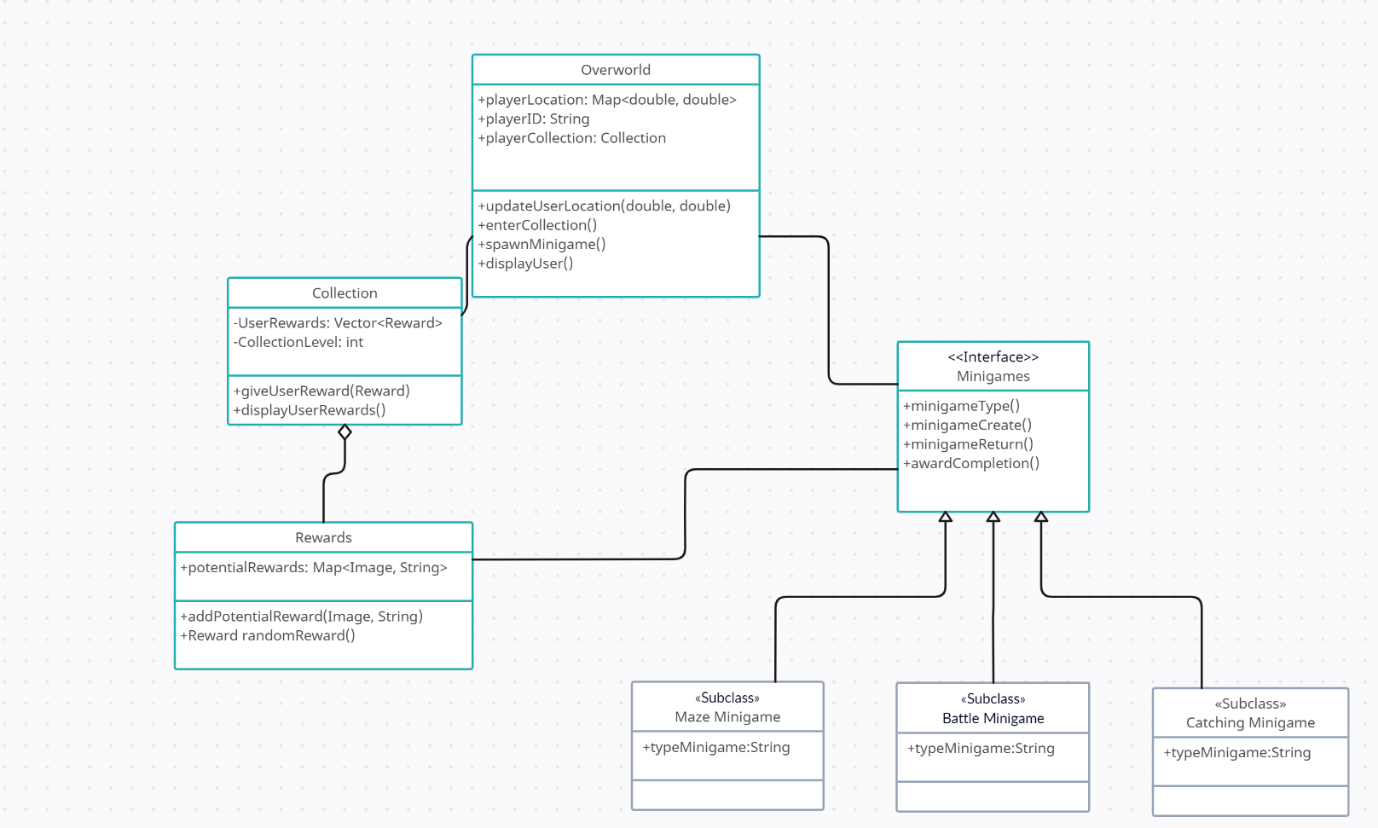 Overworld
+playerLocation: Map<double, double>
+playerID: String
+playerCollection: Collection
+updateUserLocation(double, double)
+enterCollection()
+spawnMinigame()
+displayUser()
Collection
-UserRewards: Vector<Reward>
-CollectionLevel: int
+giveUserReward(Reward)
+displayUserRewards()
<<Interface>>
Minigames
+minigameType()
+minigameCreate()
+minigameReturn()
+awardCompletion()
Rewards
+potentialRewards: Map<Image, String>
+addPotentialReward(Image, String)
+Reward randomReward()
«Subclass»
Maze Minigame
+typeMinigame:String
«Subclass»
Battle Minigame
+typeMinigame:String
«Subclass»
Catching Minigame
+typeMinigame:String